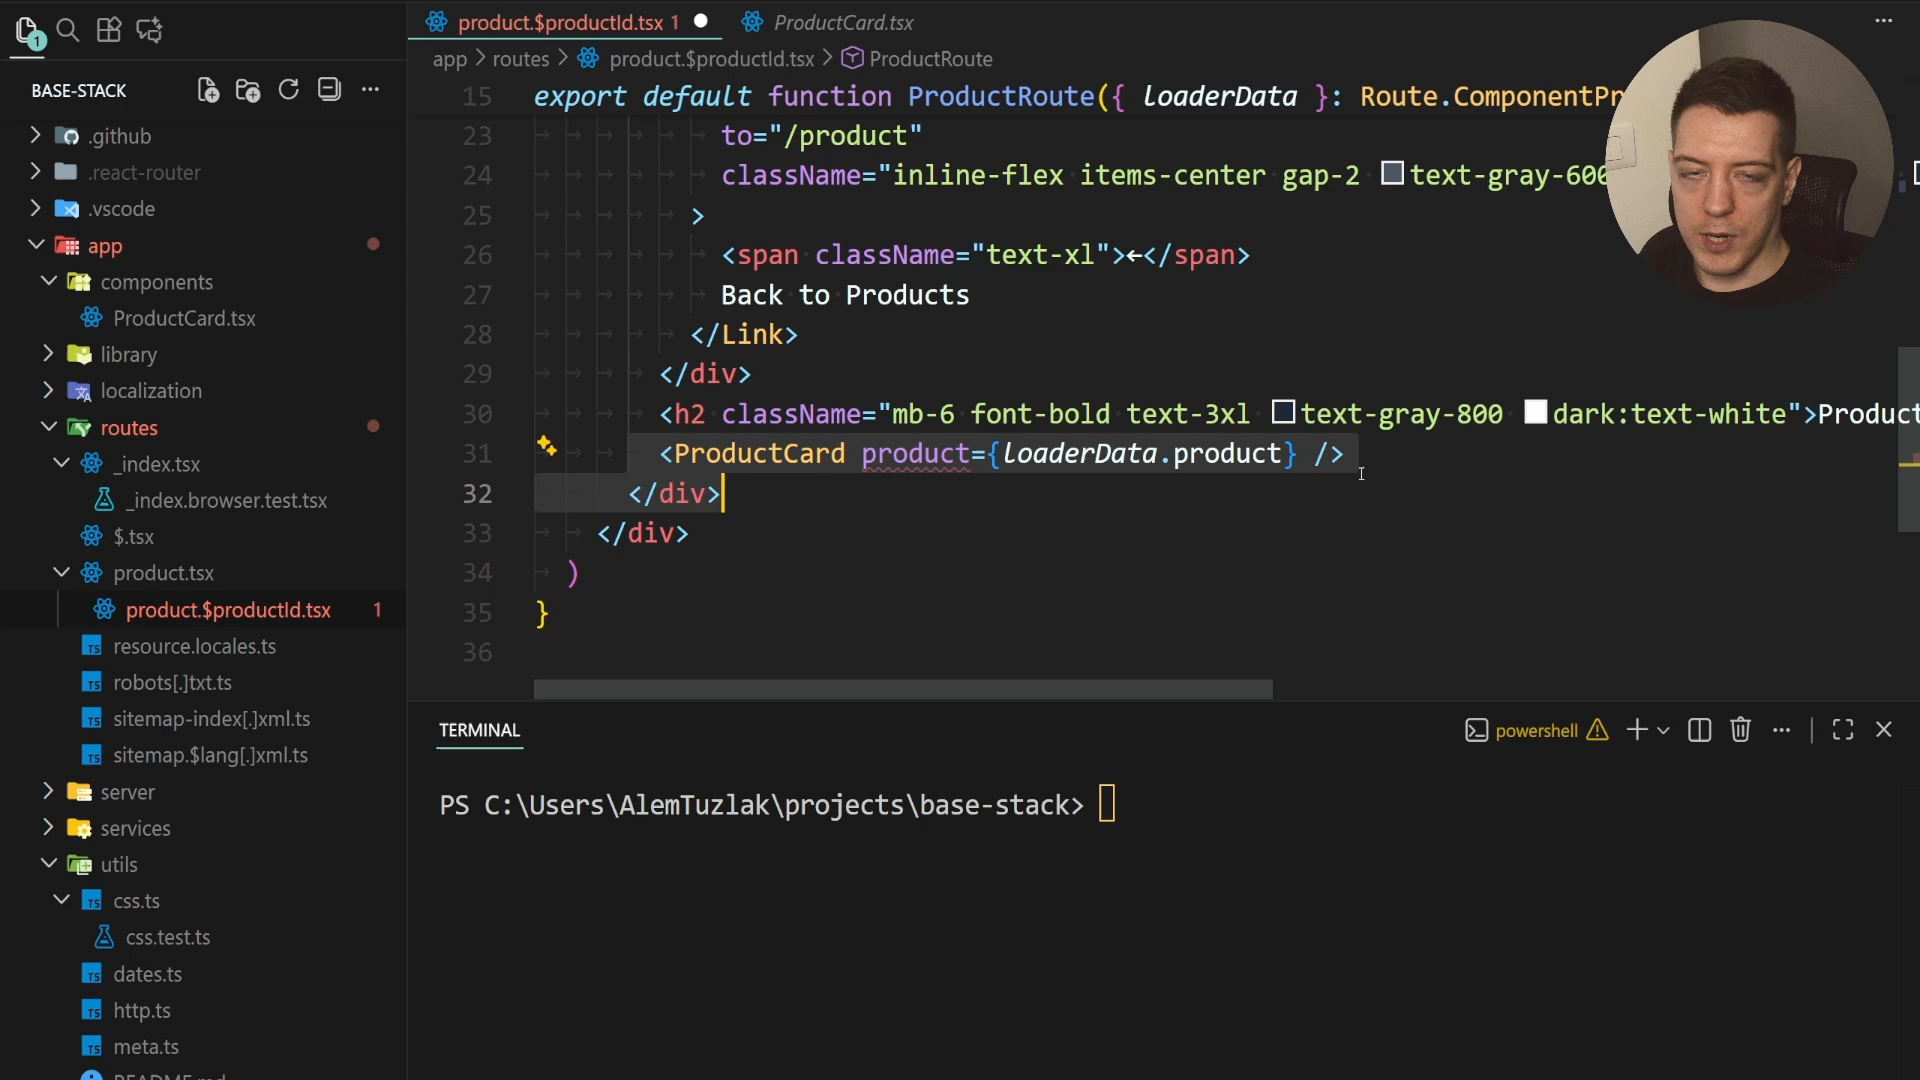 1
product.$productId.tsx 1
ProductCard.tsx
app > routes > product.$productId.tsx > ProductRoute
BASE-STACK
.github
.react-router
.vscode
app
components
ProductCard.tsx
library
localization
routes
_index.tsx
_index.browser.test.tsx
$.tsx
product.tsx
product.$productId.tsx 1
resource.locales.ts
robots[.]txt.ts
sitemap-index[.]xml.ts
sitemap.$lang[.]xml.ts
server
services
utils
css.ts
css.test.ts
dates.ts
http.ts
meta.ts
README.md
15 export default function ProductRoute({ loaderData }: Route.ComponentPr
23 to="/product"
24 className="inline-flex items-center gap-2 text-gray-600
25 >
26 <span className="text-xl">←</span>
27 Back to Products
28 </Link>
29 </div>
30 <h2 className="mb-6 font-bold text-3xl text-gray-800 dark:text-white">Product
31 <ProductCard product={loaderData.product} />
32 </div>
33 </div>
34 )
35 }
36
TERMINAL
powershell
PS C:\Users\AlemTuzlak\projects\base-stack>